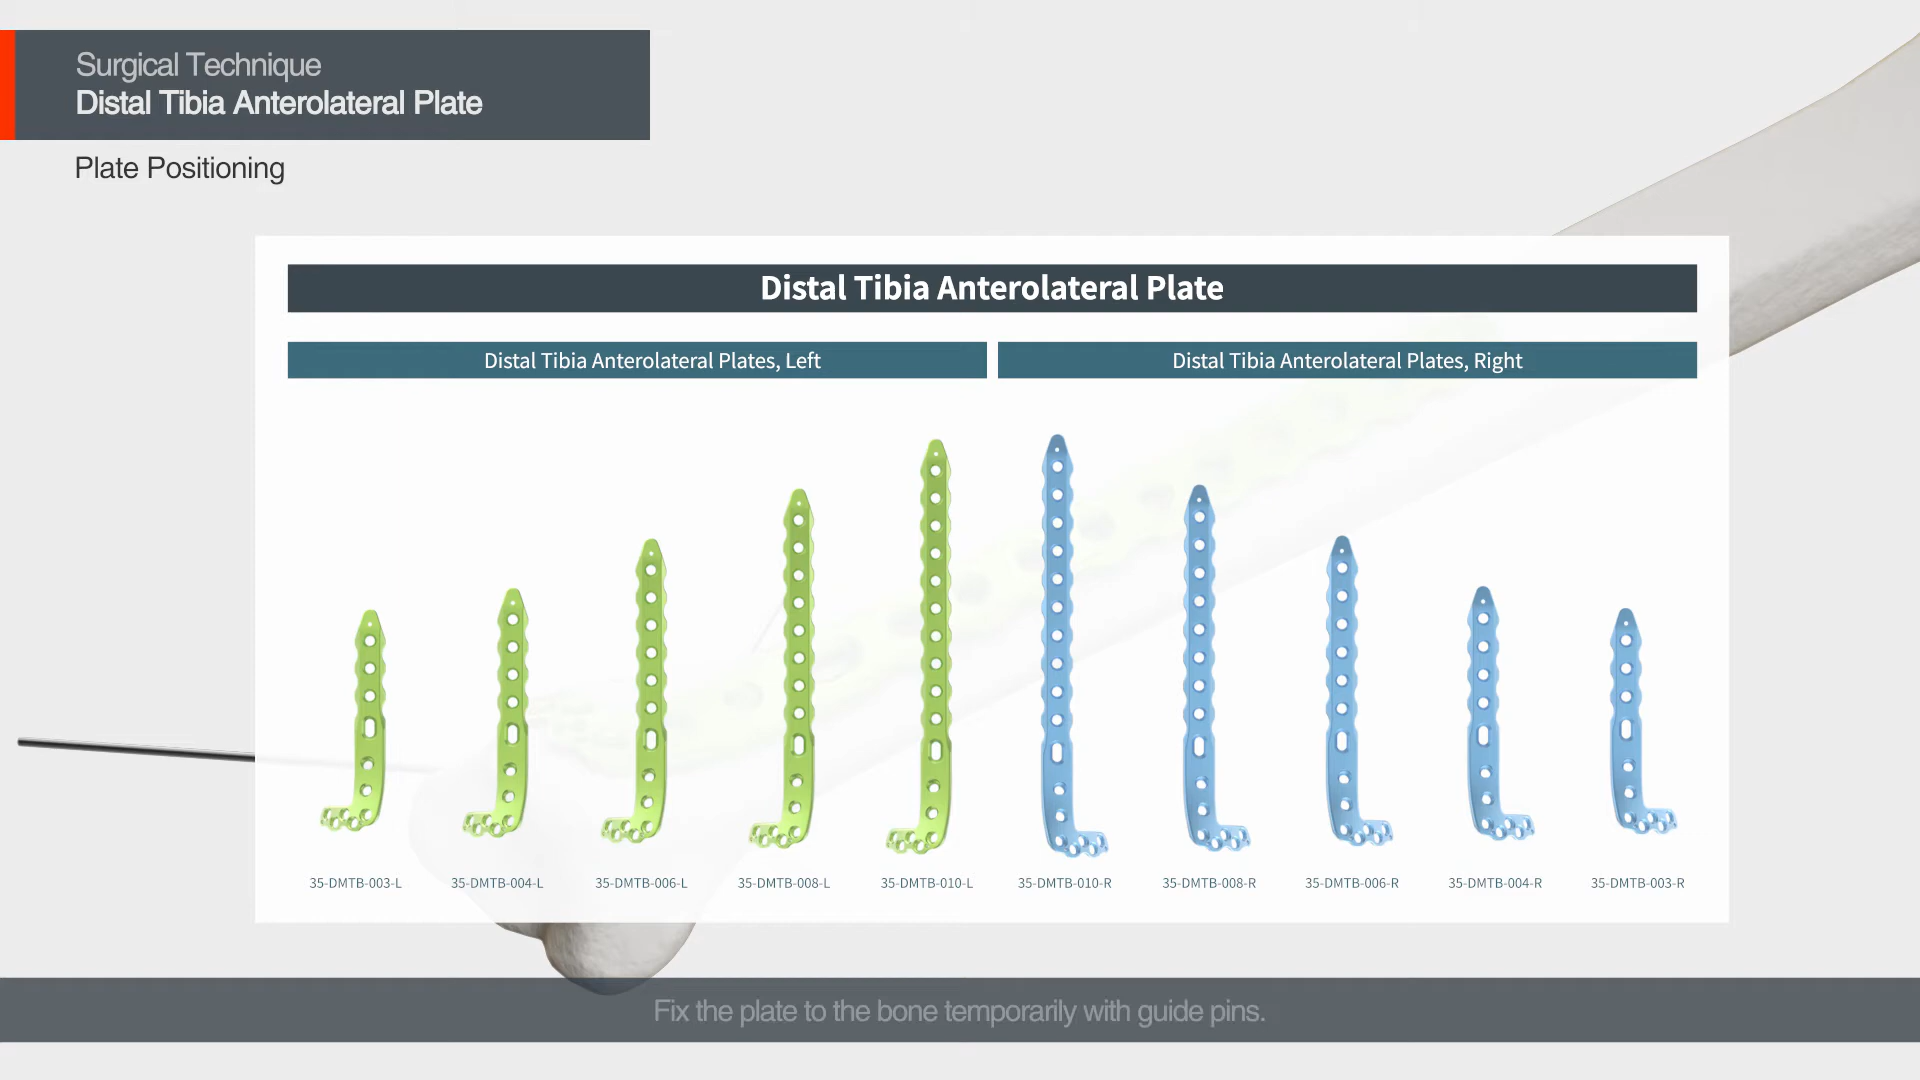 Surgical Technique
Distal Tibia Anterolateral Plate
Plate Positioning
Distal Tibia Anterolateral Plate
Distal Tibia Anterolateral Plates, Left
Distal Tibia Anterolateral Plates, Right
35-DMTB-003-L
35-DMTB-004-L
35-DMTB-006-L
35-DMTB-008-L
35-DMTB-010-L
35-DMTB-010-R
35-DMTB-008-R
35-DMTB-006-R
35-DMTB-004-R
35-DMTB-003-R
Fix the plate to the bone temporarily with guide pins.